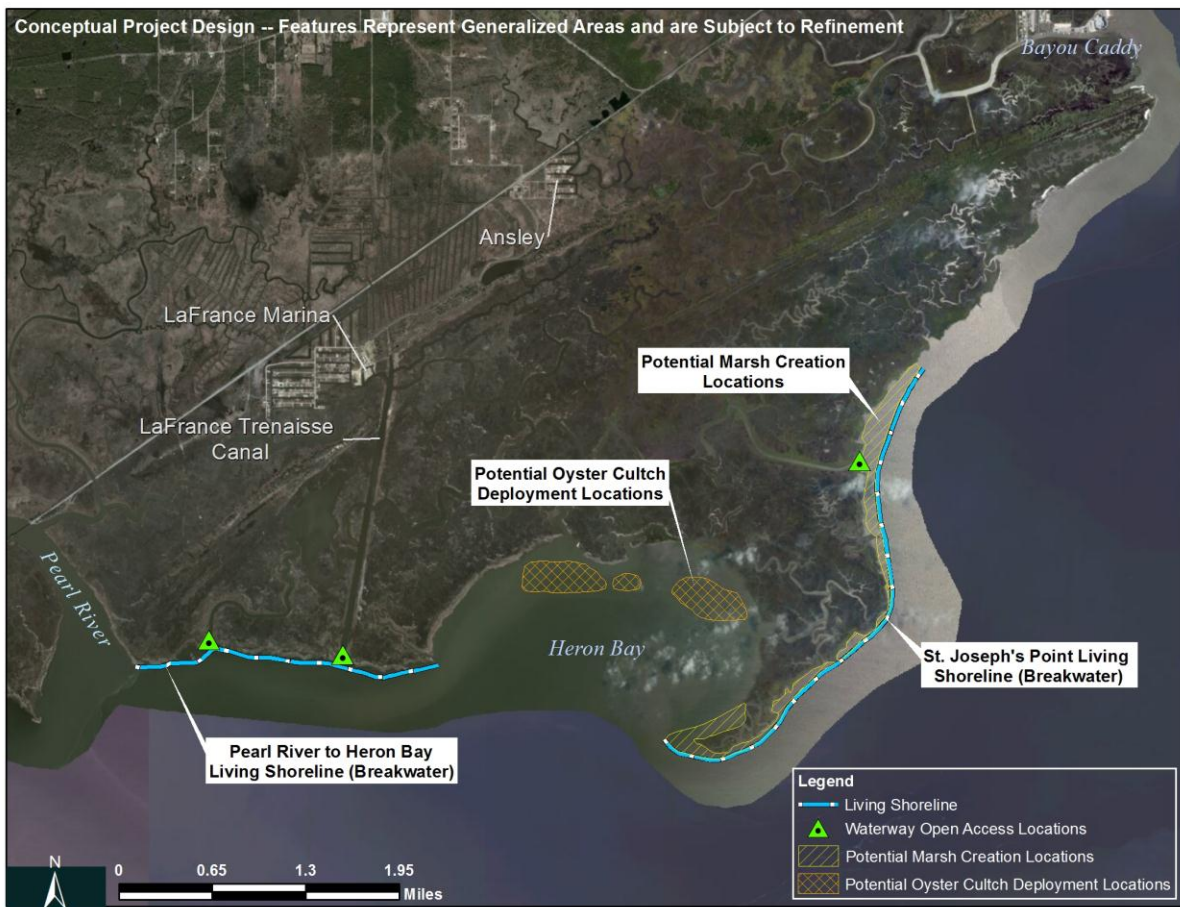 Conceptual Project Design -- Features Represent Generalized Areas and are Subject to Refinement
Bayou Caddy
Ansley
LaFrance Marina
Potential Marsh Creation
Locations
LaFrance Trenaisse
Canal
Potential Oyster Cultch
Deployment Locations
Pearl River
Heron Bay
St. Joseph's Point Living
Shoreline (Breakwater)
Pearl River to Heron Bay
Living Shoreline (Breakwater)
Legend
Living Shoreline
Waterway Open Access Locations
Potential Marsh Creation Locations
Potential Oyster Cultch Deployment Locations
N
0 0.65 1.3 1.95
Miles